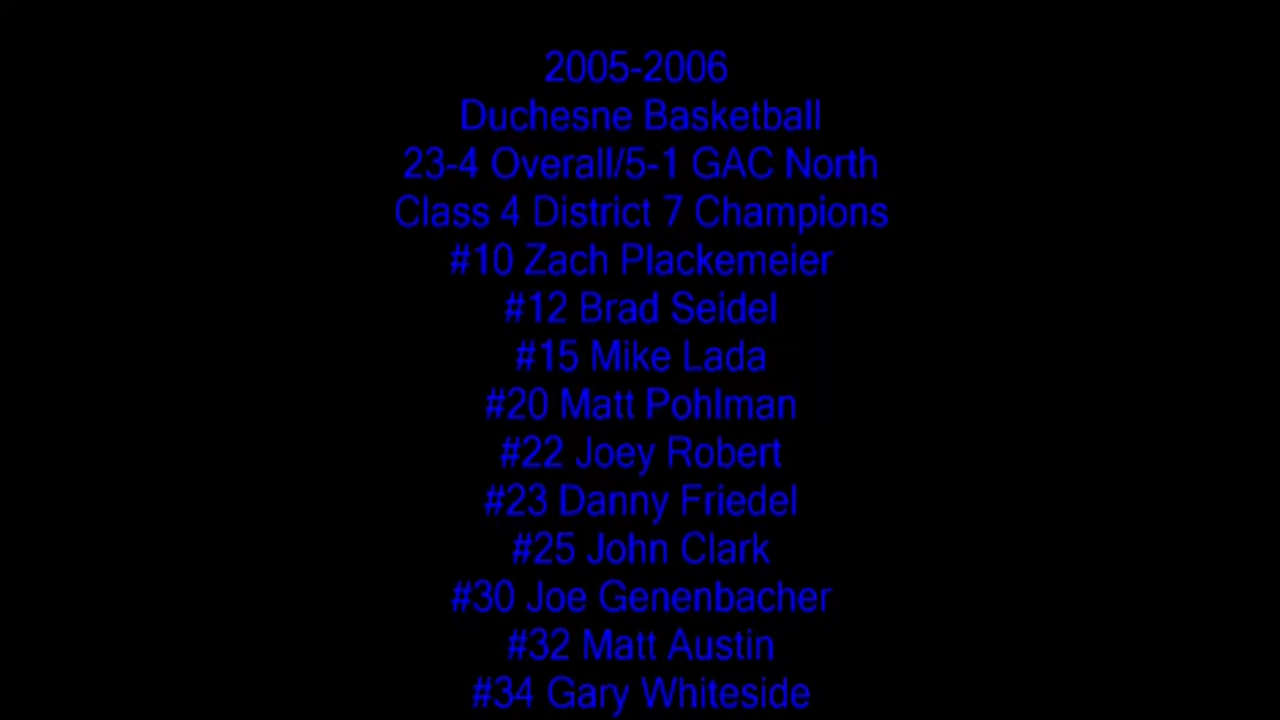 2005-2006
Duchesne Basketball
23-4 Overall/5-1 GAC North
Class 4 District 7 Champions
#10 Zach Plackemeier
#12 Brad Seidel
#15 Mike Lada
#20 Matt Pohlman
#22 Joey Robert
#23 Danny Friedel
#25 John Clark
#30 Joe Genenbacher
#32 Matt Austin
#34 Gary Whiteside